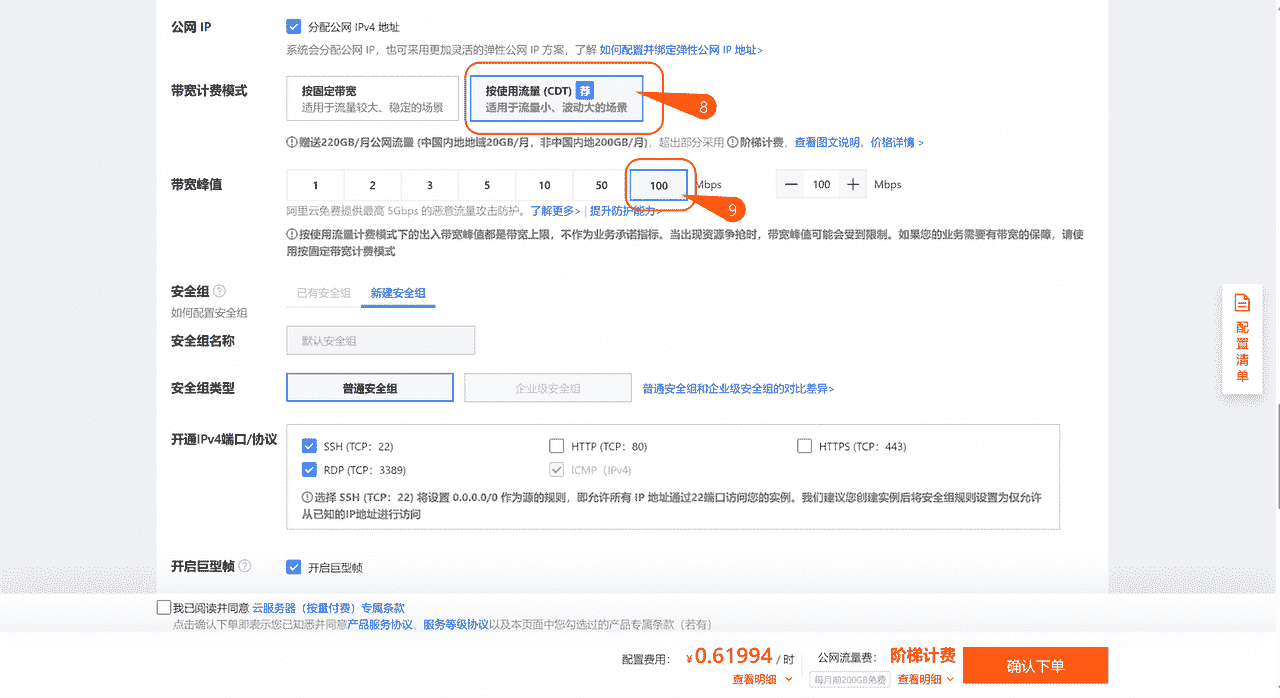 公网 IP
分配公网 IPv4 地址
系统会分配公网 IP，也可采用更加灵活的弹性公网 IP 方案，了解 如何配置并绑定弹性公网 IP 地址>
带宽计费模式
按固定带宽
适用于流量较大、稳定的场景
按使用流量 (CDT) 荐
适用于流量小、波动大的场景
8
赠送220GB/月公网流量 (中国内地地域20GB/月，非中国内地200GB/月)，超出部分采用 阶梯计费，查看图文说明，价格详情 >
带宽峰值
1 2 3 5 10 50 100 Mbps
100 Mbps
9
阿里云免费提供最高 5Gbps 的恶意流量攻击防护。了解更多> | 提升防护能力>
按使用流量计费模式下的出入带宽峰值都是带宽上限，不作为业务承诺指标。当出现资源争抢时，带宽峰值可能会受到限制。如果您的业务需要有带宽的保障，请使
用按固定带宽计费模式
安全组
已有安全组 新建安全组
如何配置安全组
安全组名称
默认安全组
安全组类型
普通安全组 企业级安全组 普通安全组和企业级安全组的对比差异>
开通IPv4端口/协议
SSH (TCP：22) HTTP (TCP：80) HTTPS (TCP：443)
RDP (TCP：3389) ICMP（IPv4）
选择 SSH (TCP：22) 将设置 0.0.0.0/0 作为源的规则，即允许所有 IP 地址通过22端口访问您的实例。我们建议您创建实例后将安全组规则设置为仅允许
从已知的IP地址进行访问
开启巨型帧
开启巨型帧
配置清单
我已阅读并同意 云服务器（按量付费）专属条款
点击确认下单即表示您已知悉并同意产品服务协议、服务等级协议以及本页面中您勾选过的产品专属条款（若有）
配置费用： ¥0.61994 / 时
查看明细
公网流量费： 阶梯计费
每月前200GB免费 查看明细
确认下单